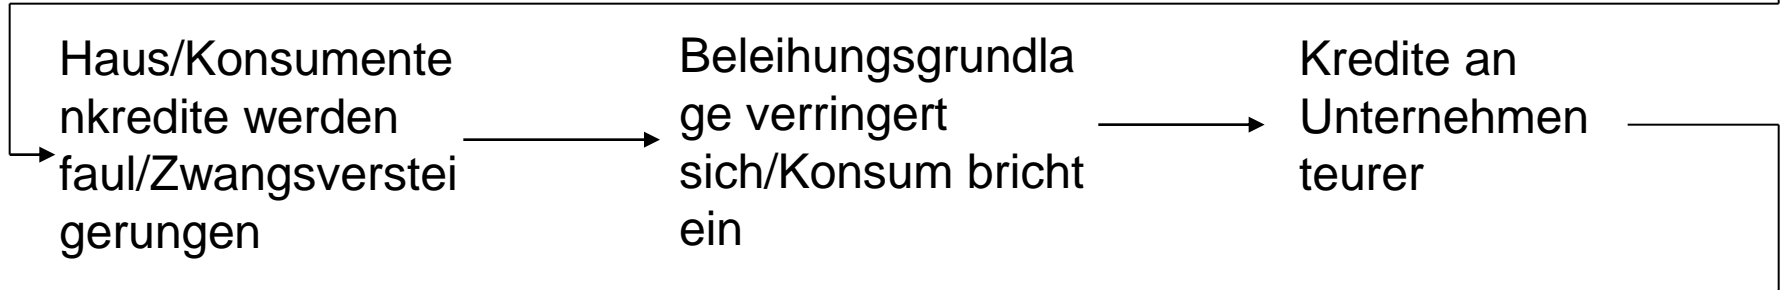 Haus/Konsumente
nkredite werden
faul/Zwangsverstei
gerungen
Beleihungsgrundla
ge verringert
sich/Konsum bricht
ein
Kredite an
Unternehmen
teurer